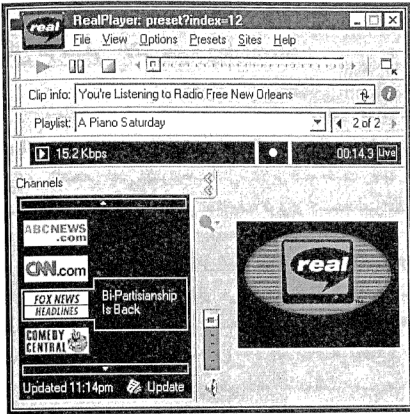 real
RealPlayer: preset?index=12
File View Options Presets Sites Help
Clip info: You're Listening to Radio Free New Orleans
Playlist: A Piano Saturday 2 of 2
15.2 Kbps 00:14.3 Live
Channels
ABCNEWS
.com
CNN.com
FOX NEWS
HEADLINES
Bi-Partisianship
Is Back
COMEDY
CENTRAL
real
Updated 11:14pm Update